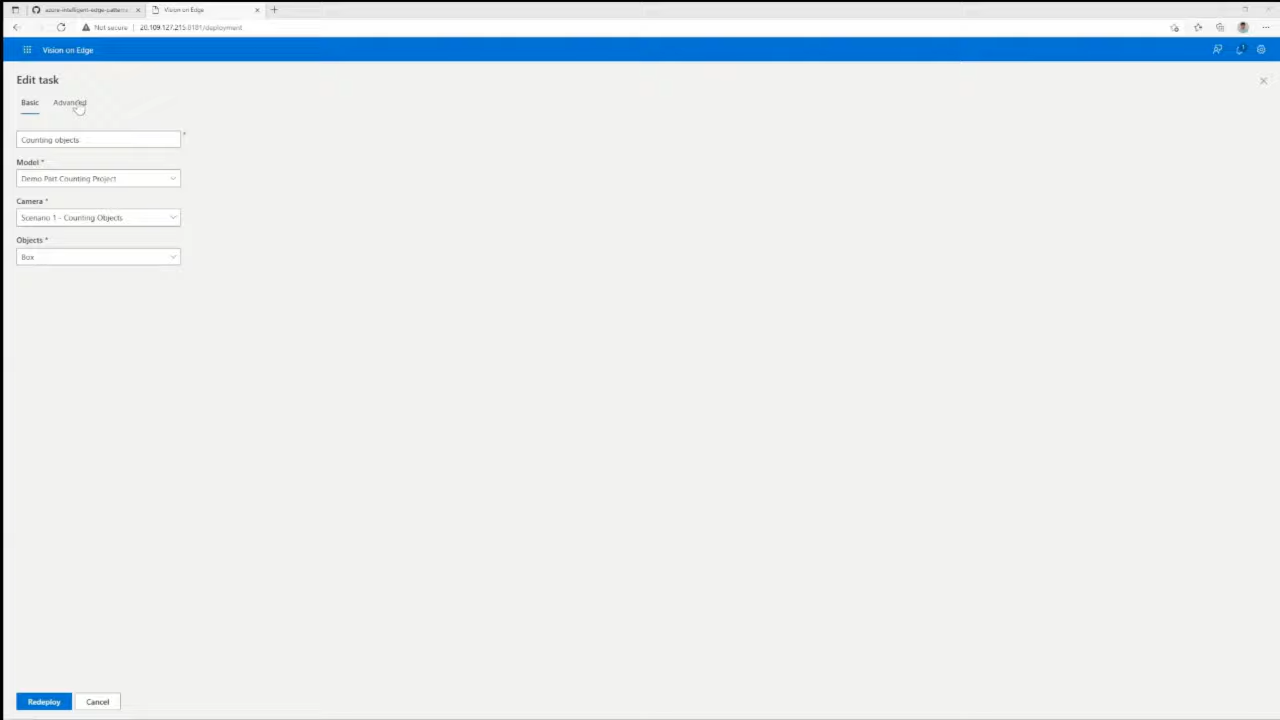 azure-intelligent-edge-patterns
Vision on Edge
Not secure
20.109.127.215:8181/deployment
Vision on Edge
Edit task
Basic
Advanced
Counting objects
*
Model *
Demo Part Counting Project
Camera *
Scenario 1 - Counting Objects
Objects *
Box
Redeploy
Cancel